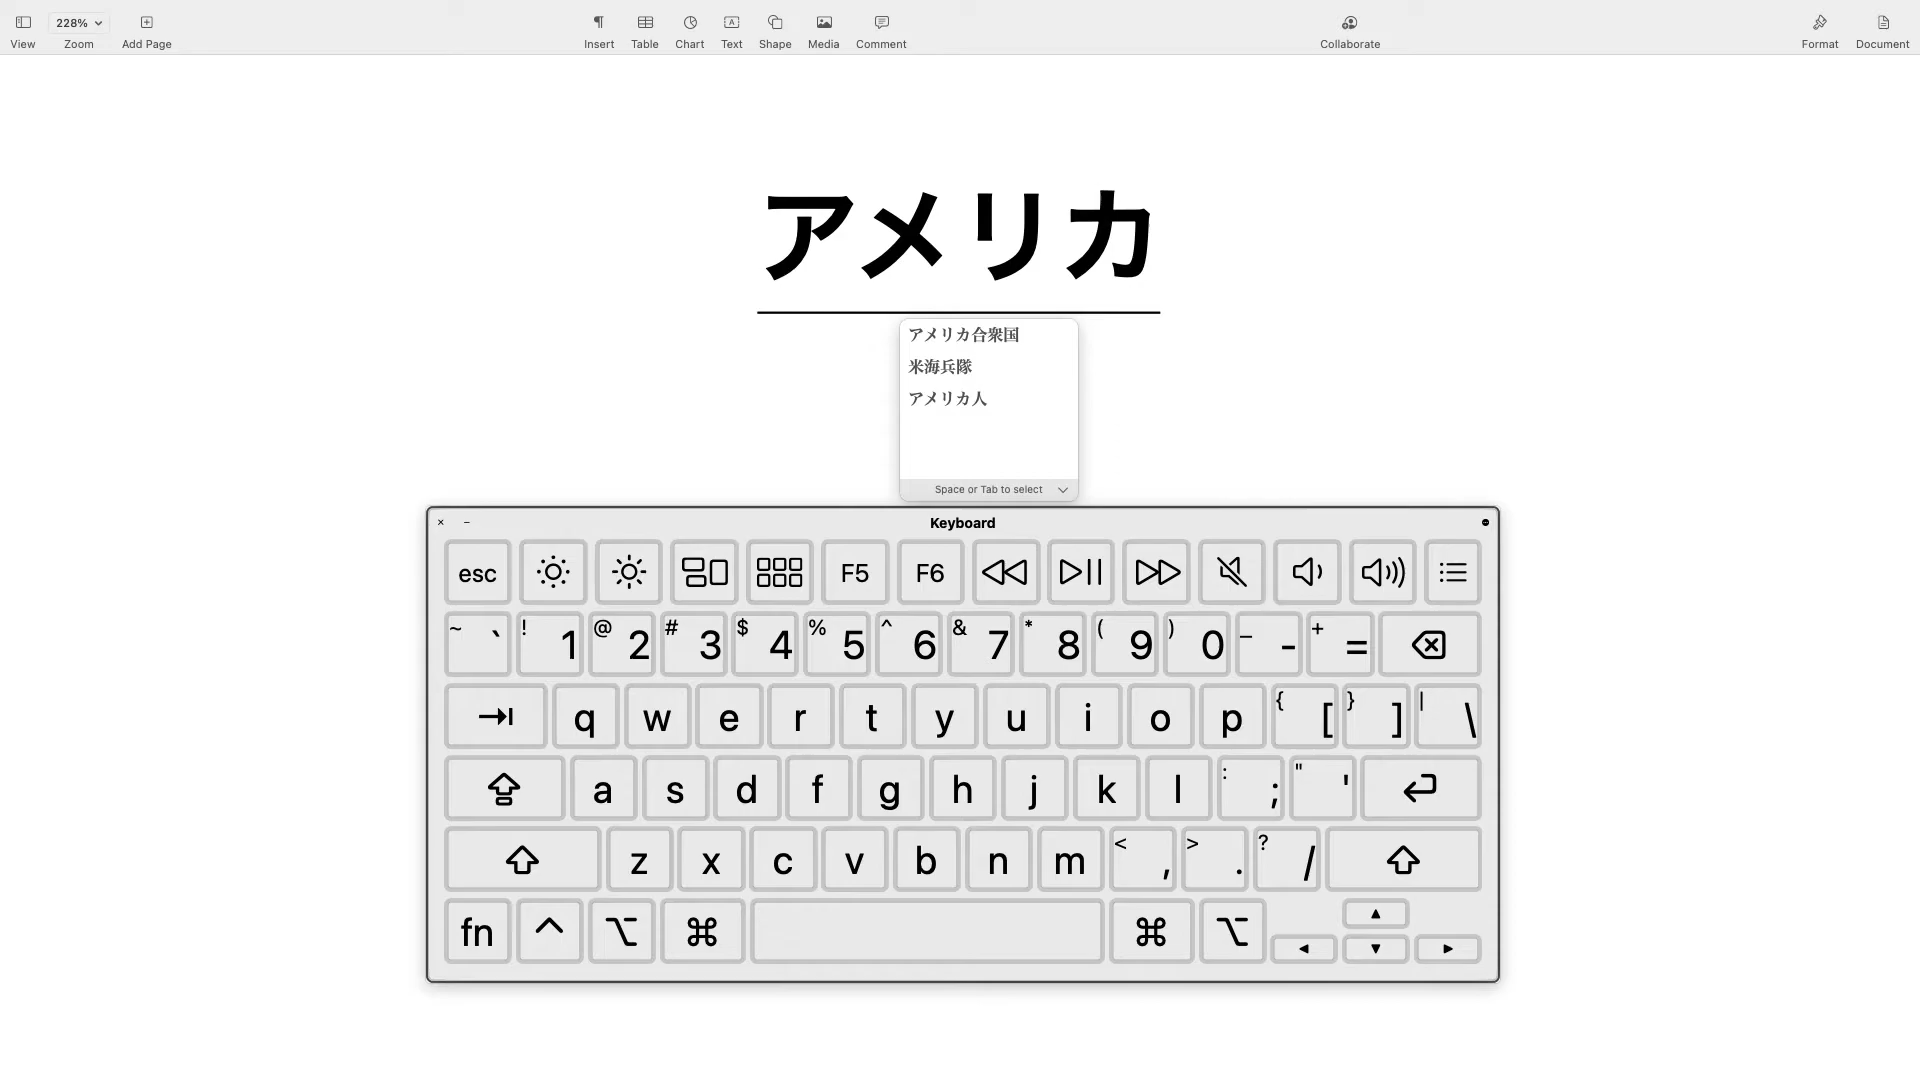 228%
View Zoom Add Page Insert Table Chart Text Shape Media Comment Collaborate Format Document
アメリカ
アメリカ合衆国
米海兵隊
アメリカ人
Space or Tab to select
Keyboard
esc F5 F6
~ ` ! 1 @ 2 # 3 $ 4 % 5 ^ 6 & 7 * 8 ( 9 ) 0 _ - + =
q w e r t y u i o p { [ } ] | \
a s d f g h j k l : ; " '
z x c v b n m < , > . ? /
fn ⌃ ⌥ ⌘ ⌘ ⌥